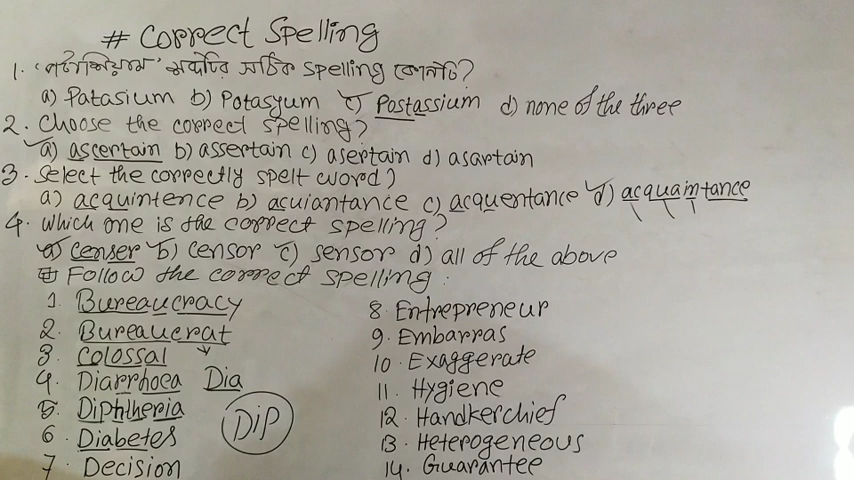 # Correct Spelling
1. 'পটাশিয়াম' শব্দটির সঠিক spelling কোনটি?
a) Patasium b) Potasyum c) Postassium d) none of the three
2. Choose the correct spelling?
a) ascertain b) assertain c) asertain d) asartain
3. Select the correctly spelt word?
a) acquintence b) acuiantance c) acquentance d) acquaintance
4. Which one is the correct spelling?
a) censer b) censor c) sensor d) all of the above
Follow the correct spelling:
1. Bureaucracy
2. Bureaucrat
3. Colossal
4. Diarrhoea Dia
5. Diphtheria
6. Diabetes
7. Decision
Dip
8. Entrepreneur
9. Embarras
10. Exaggerate
11. Hygiene
12. Handkerchief
13. Heterogeneous
14. Guarantee